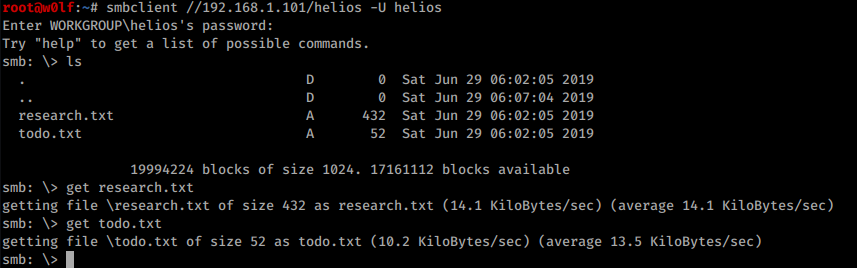 root@w0lf:~# smbclient //192.168.1.101/helios -U helios
Enter WORKGROUP\helios's password:
Try "help" to get a list of possible commands.
smb: \> ls
  .                                   D        0  Sat Jun 29 06:02:05 2019
  ..                                  D        0  Sat Jun 29 06:07:04 2019
  research.txt                        A      432  Sat Jun 29 06:02:05 2019
  todo.txt                            A       52  Sat Jun 29 06:02:05 2019
                19994224 blocks of size 1024. 17161112 blocks available
smb: \> get research.txt
getting file \research.txt of size 432 as research.txt (14.1 KiloBytes/sec) (average 14.1 KiloBytes/sec)
smb: \> get todo.txt
getting file \todo.txt of size 52 as todo.txt (10.2 KiloBytes/sec) (average 13.5 KiloBytes/sec)
smb: \>